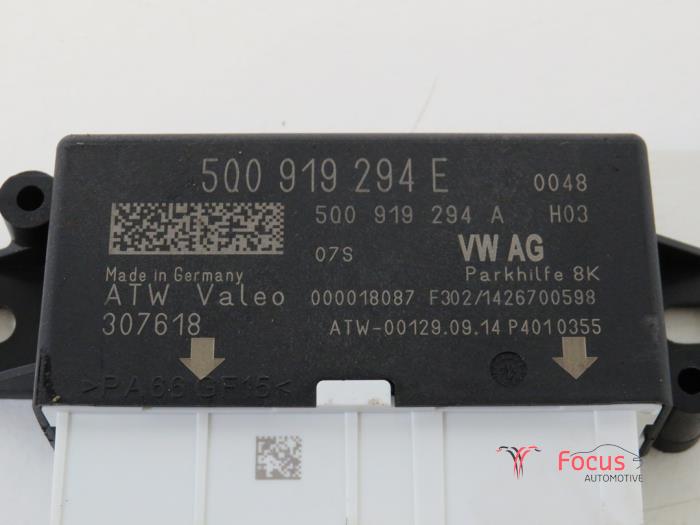 5Q0 919 294 E 0048
5Q0 919 294 A H03
07S VW AG
Made in Germany Parkhilfe 8K
ATW Valeo 000018087 F302/1426700598
307618 ATW-00129.09.14 P4010355
>PA66 GF15<
Focus
AUTOMOTIVE